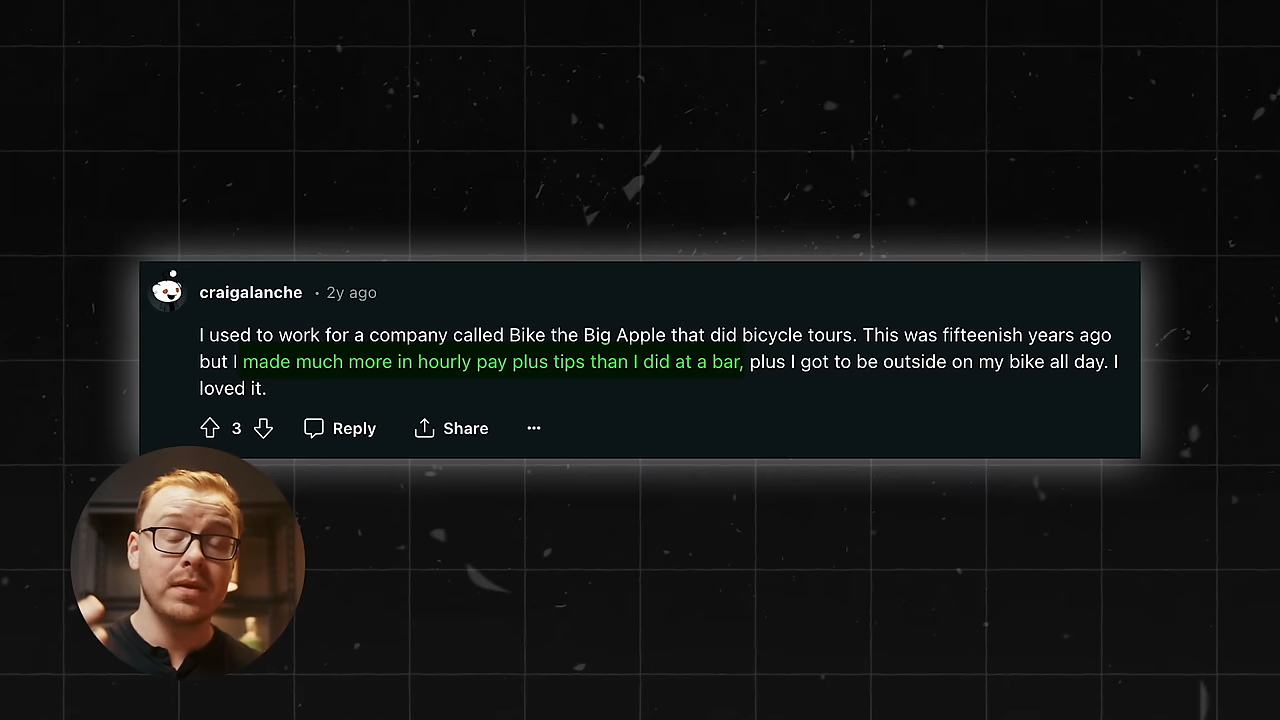 craigalanche • 2y ago
I used to work for a company called Bike the Big Apple that did bicycle tours. This was fifteenish years ago
but I made much more in hourly pay plus tips than I did at a bar, plus I got to be outside on my bike all day. I
loved it.
3 Reply Share ...